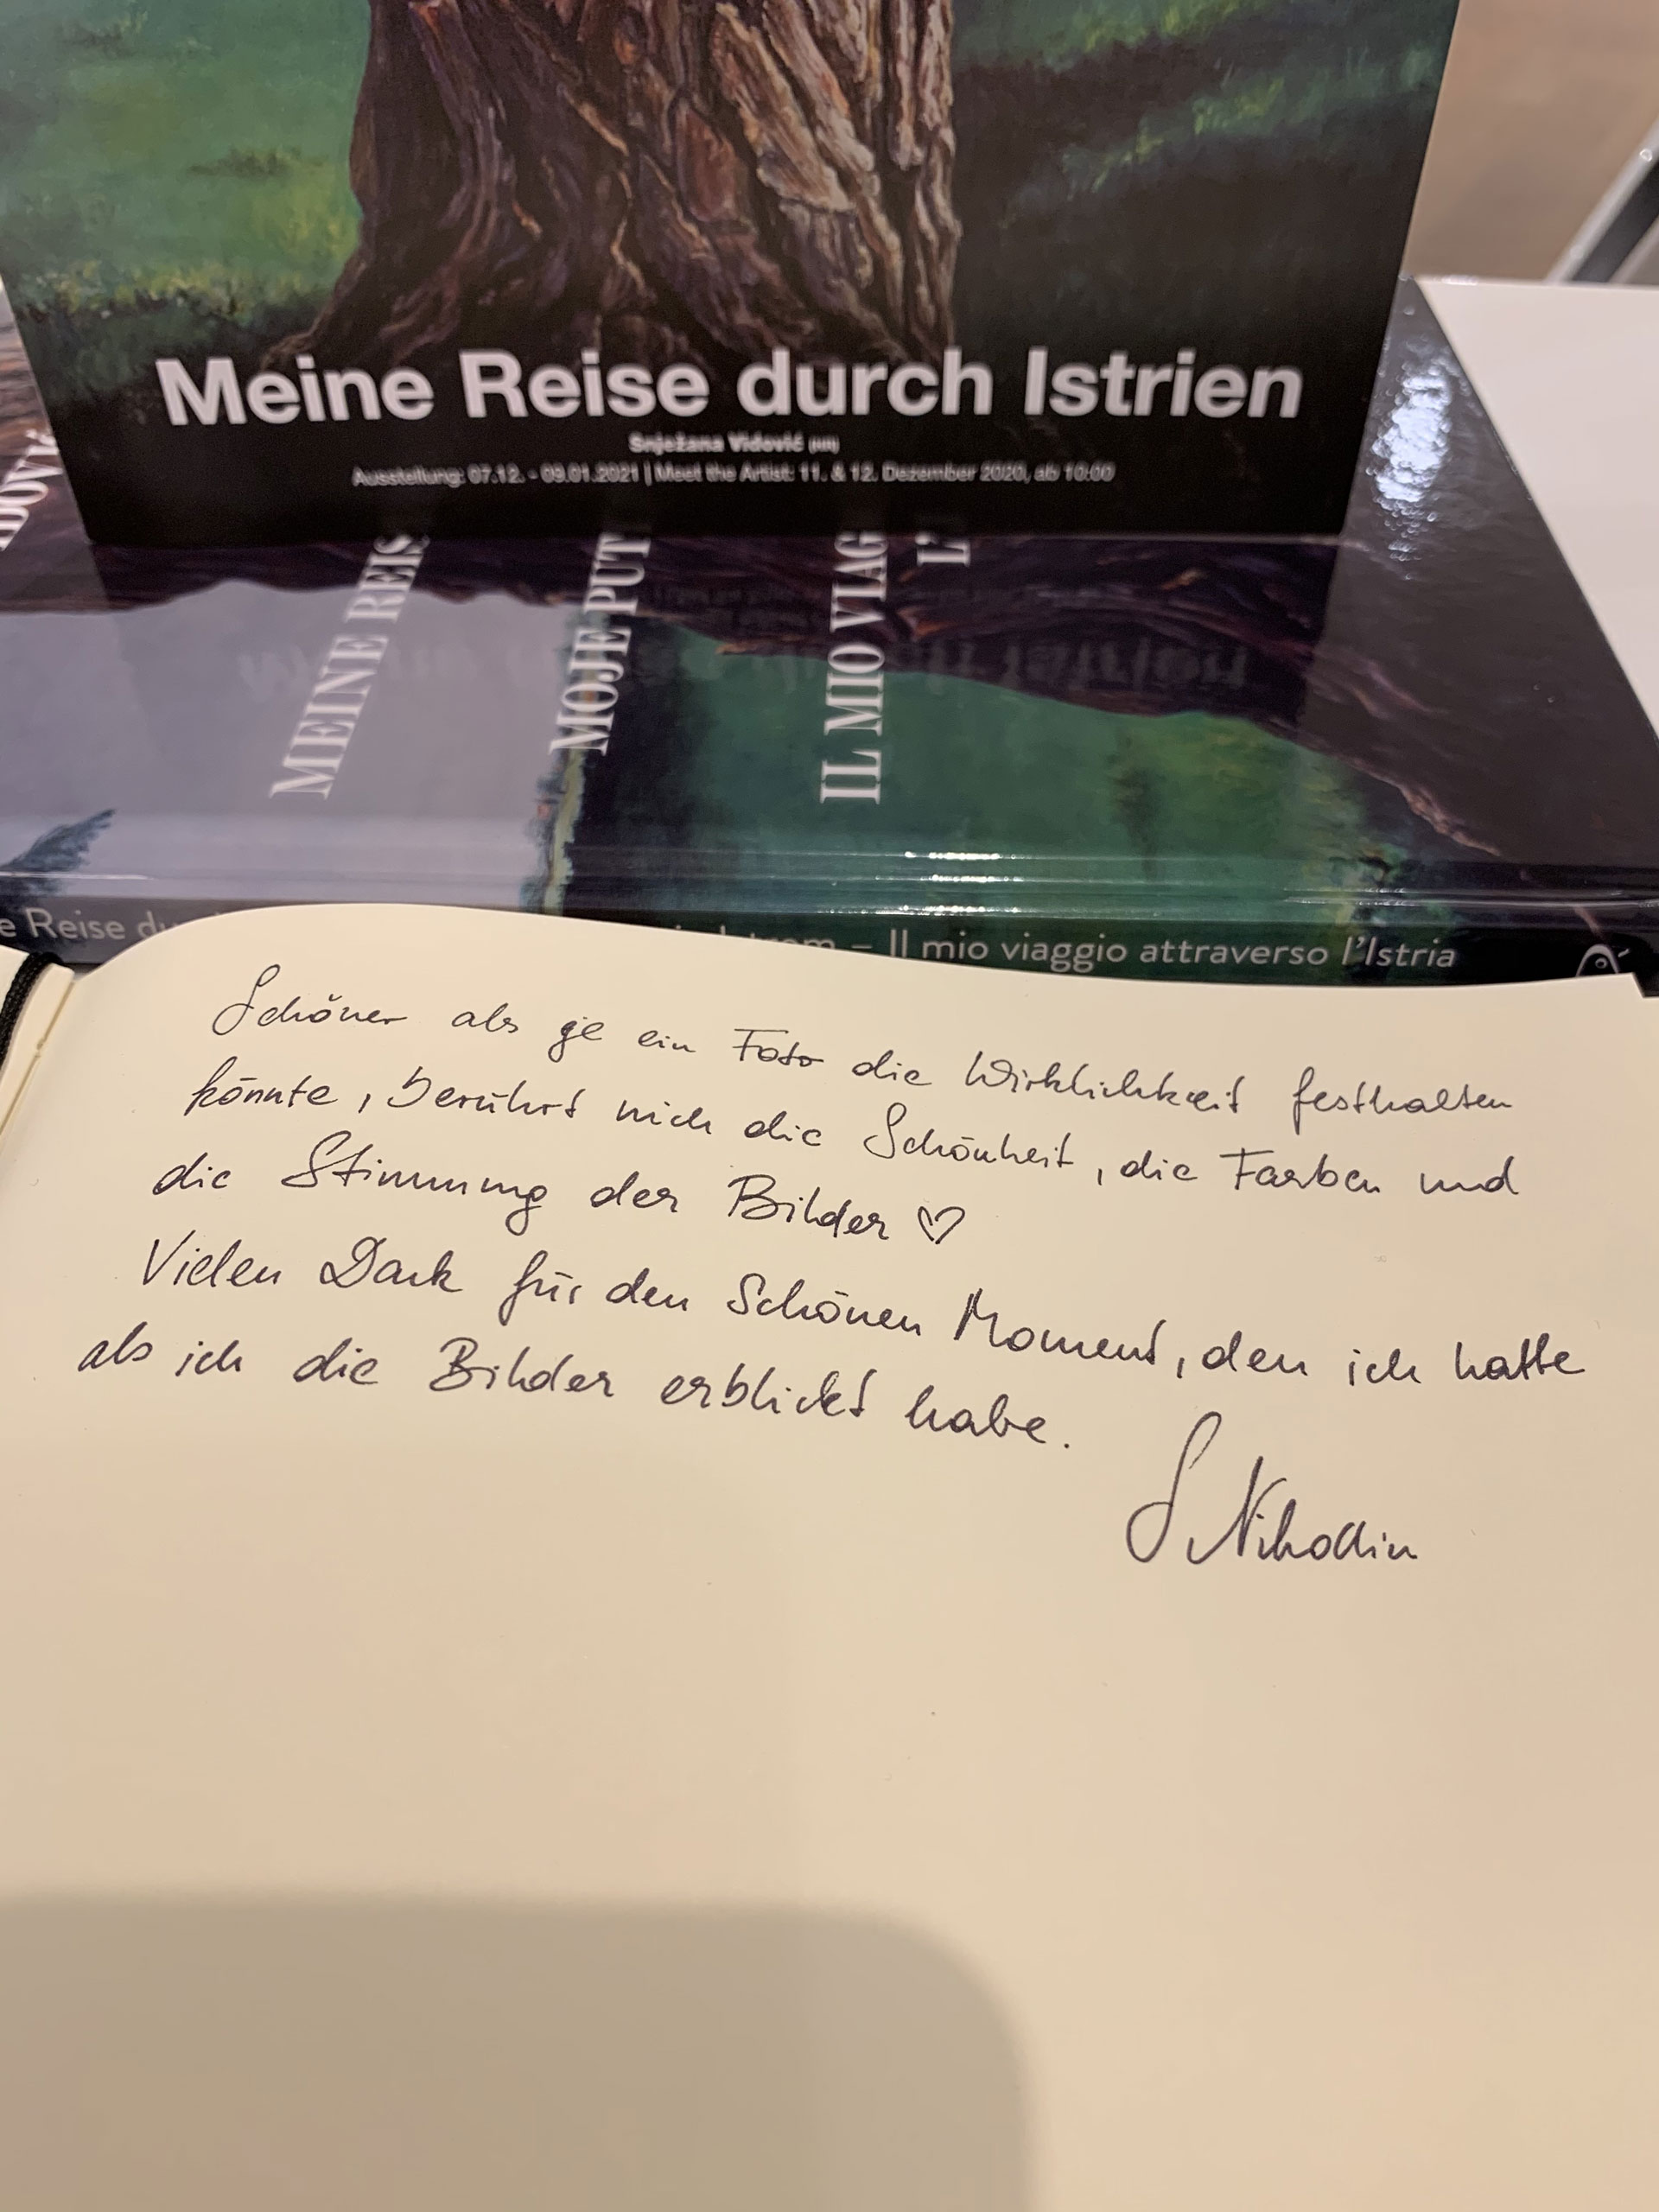 Meine Reise durch Istrien
Snježana Vidović
Ausstellung: 07.12. - 09.01.2021 | Meet the Artist: 11. & 12. Dezember 2020, ab 10:00
MEINE REIS
MOJE PUT
IL MIO VIAG
L'
e Reise du
– Il mio viaggio attraverso l'Istria
Schöner als je ein Foto die Wirklichkeit festhalten
könnte, berührt mich die Schönheit, die Farben und
die Stimmung der Bilder ♡
Vielen Dank für den Schönen Moment, den ich hatte
als ich die Bilder erblickt habe.
S Nikodin